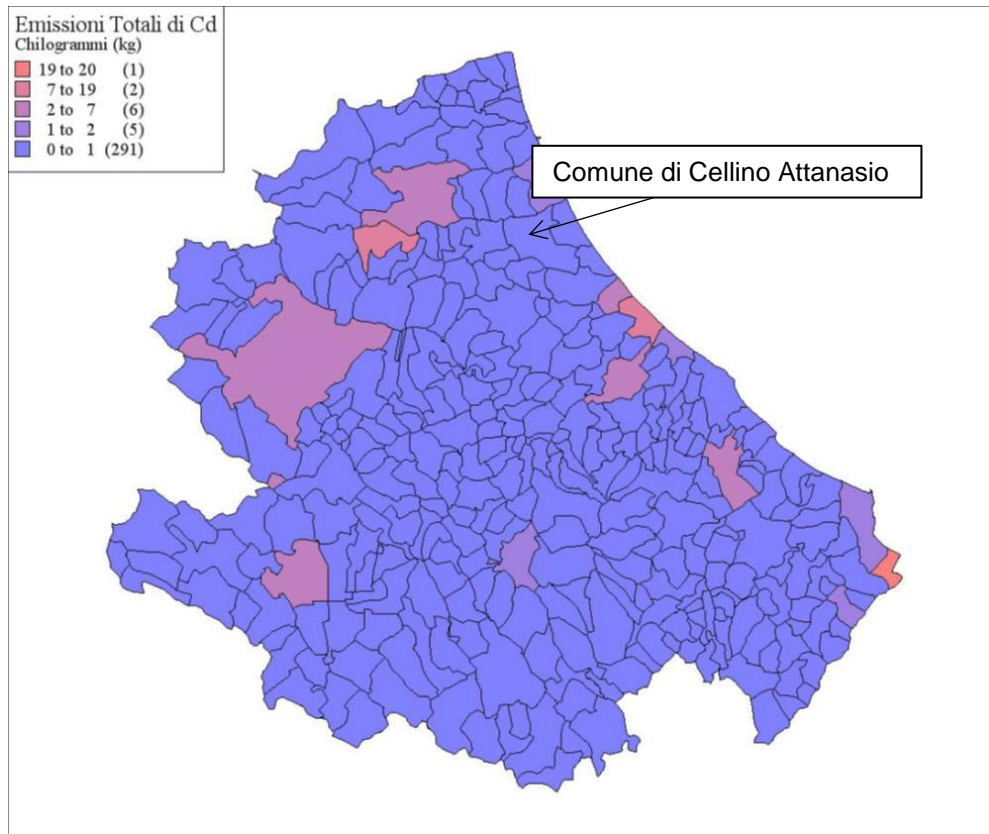 Emissioni Totali di Cd
Chilogrammi (kg)
19 to 20 (1)
7 to 19 (2)
2 to 7 (6)
1 to 2 (5)
0 to 1 (291)
Comune di Cellino Attanasio